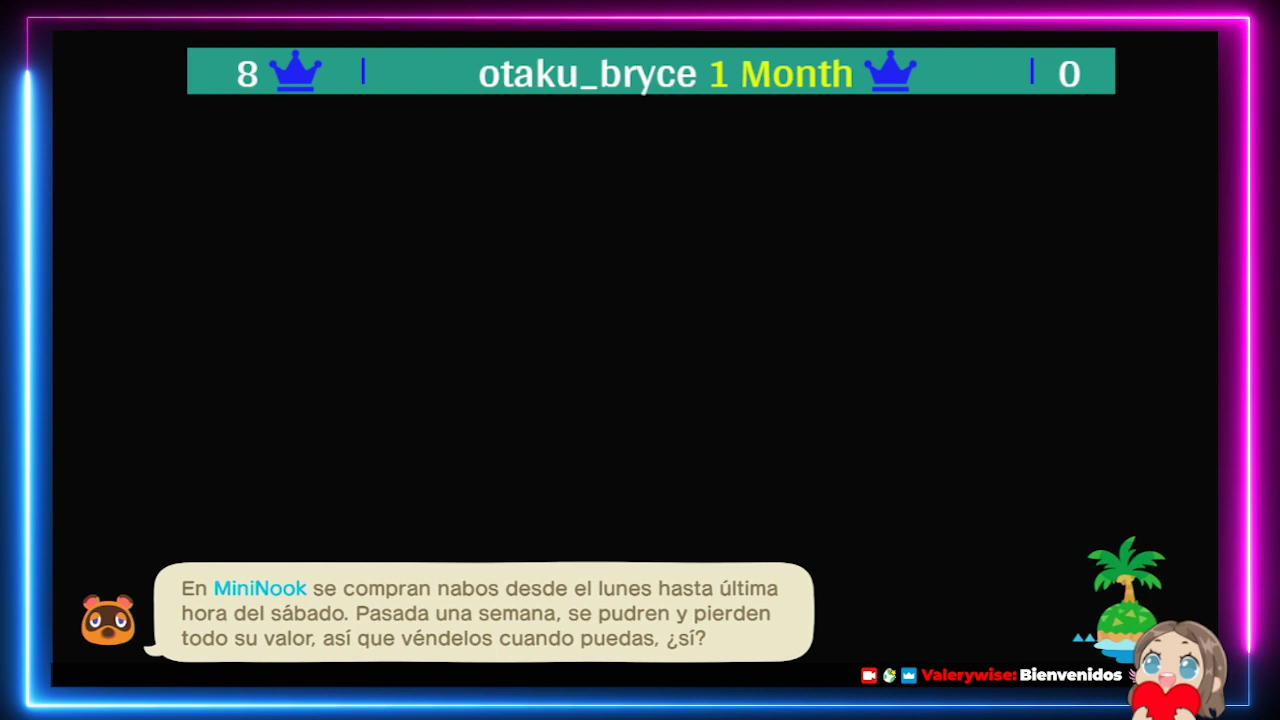 8 otaku_bryce 1 Month 0
En MiniNook se compran nabos desde el lunes hasta última
hora del sábado. Pasada una semana, se pudren y pierden
todo su valor, así que véndelos cuando puedas, ¿sí?
Valerywise: Bienvenidos